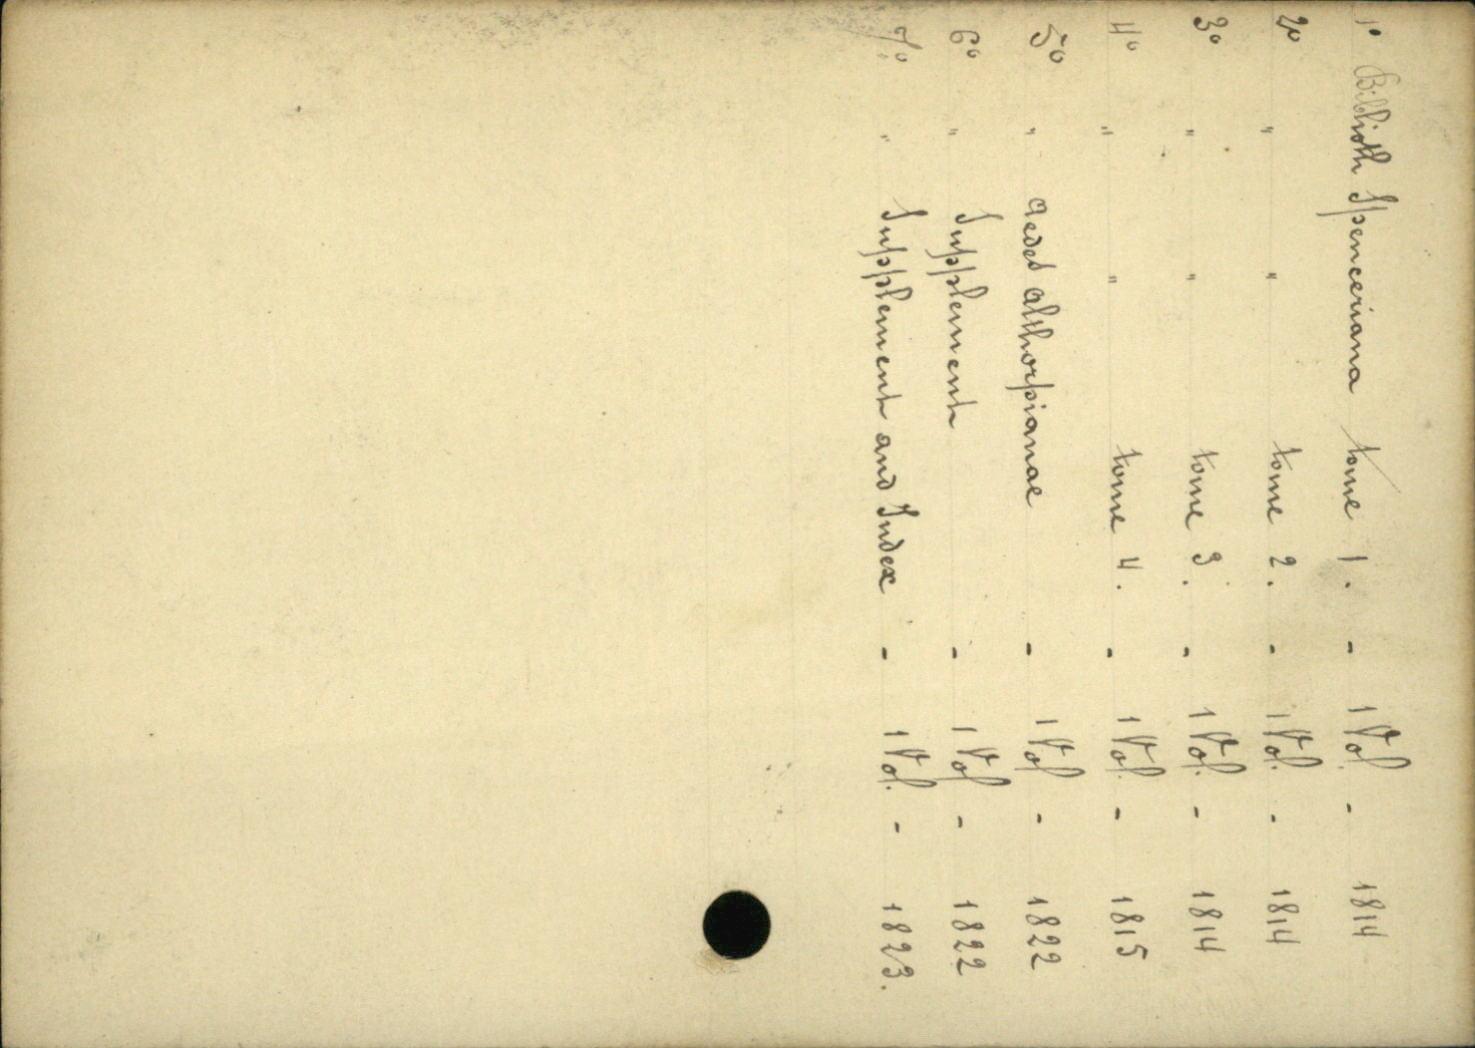 1° Biblioth Spenceriana tome 1. - 1 Vol. - 1814
2° " " tome 2. - 1 Vol. - 1814
3° " " tome 3. - 1 Vol. - 1814
4° " " tome 4. - 1 Vol. - 1815
5° " Aedes Althorpianae - 1 Vol - 1822
6° " Supplement - 1 Vol - 1822
7° " Supplement and Index - 1 Vol. - 1823.